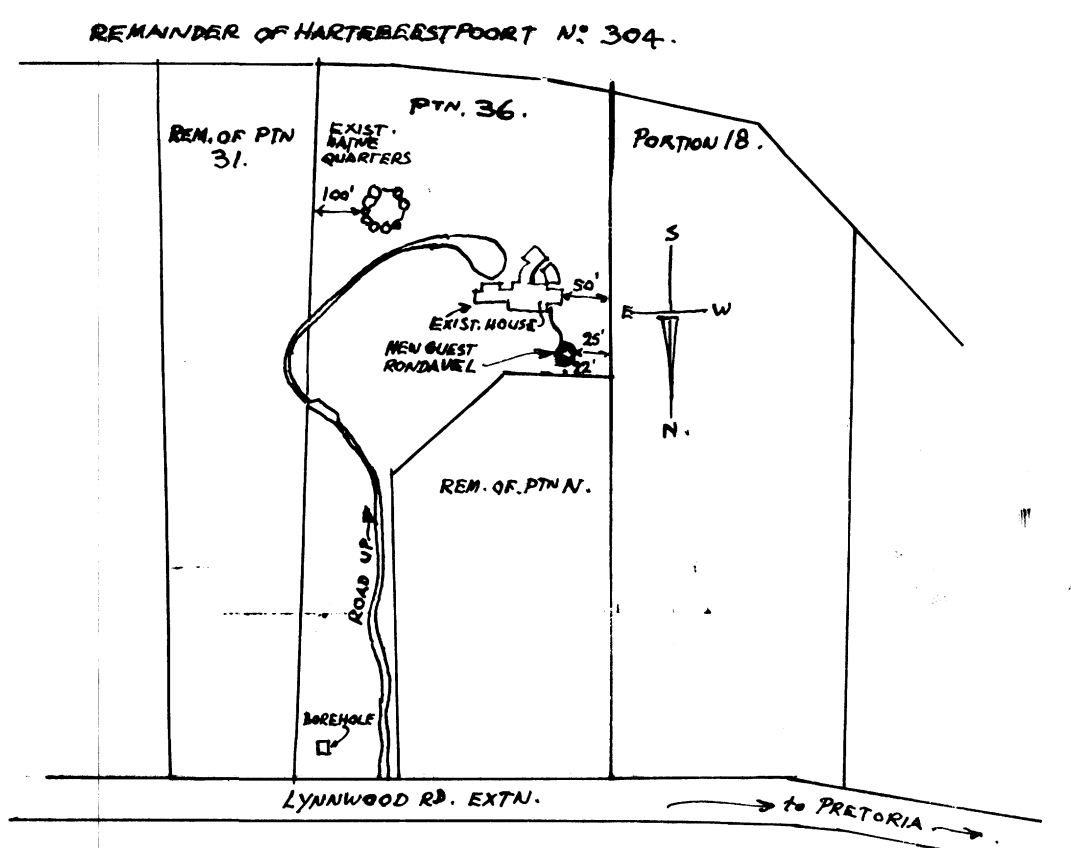 REMAINDER OF HARTEBEESTPOORT No. 304.
PTN. 36.
REM. OF PTN
31.
EXIST.
NATIVE
QUARTERS
PORTION 18.
100'
S
E
W
N.
50'
EXIST. HOUSE
25'
NEW GUEST
RONDAVEL
22'
REM. OF. PTN N.
ROAD UP.
BOREHOLE
LYNNWOOD RD. EXTN.
to PRETORIA